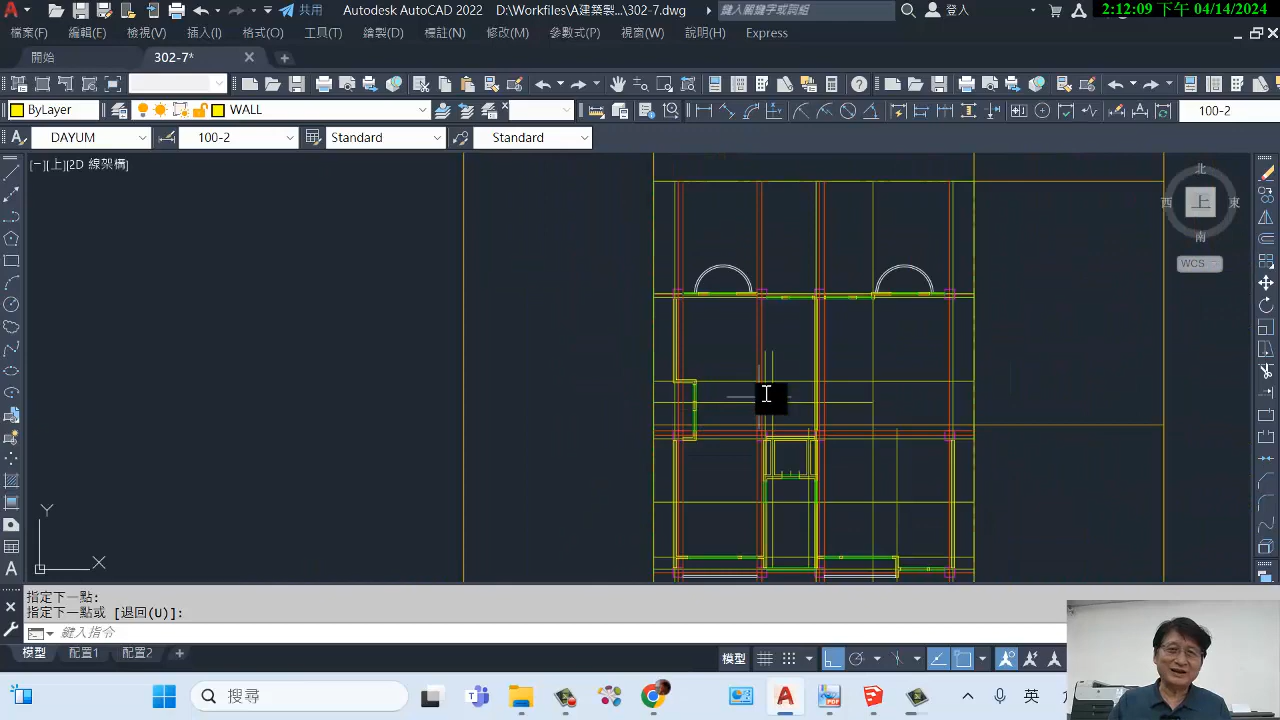 共用
Autodesk AutoCAD 2022
D:\Workfiles\A建築製...\302-7.dwg
鍵入關鍵字或詞組
登入
2:12:09 下午 04/14/2024
檔案(F)
編輯(E)
檢視(V)
插入(I)
格式(O)
工具(T)
繪製(D)
標註(N)
修改(M)
參數式(P)
視窗(W)
說明(H)
Express
開始
302-7*
ByLayer
WALL
100-2
DAYUM
100-2
Standard
Standard
[−][上][2D 線架構]
北
西
上
東
南
WCS
Y
X
指定下一點:
指定下一點或 [退回(U)]:
鍵入指令
模型
配置1
配置2
模型
搜尋
英